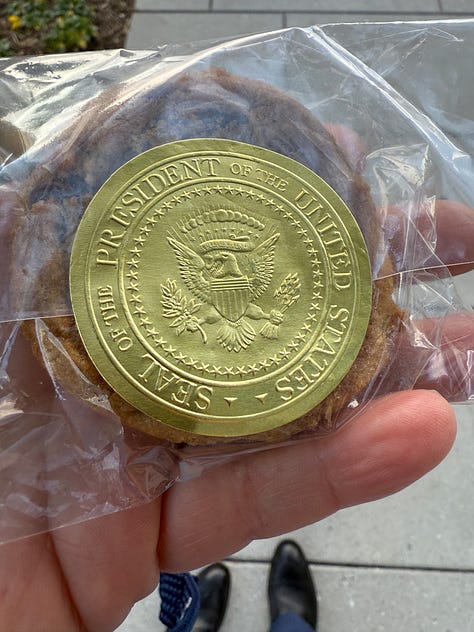 SEAL OF THE PRESIDENT OF THE UNITED STATES